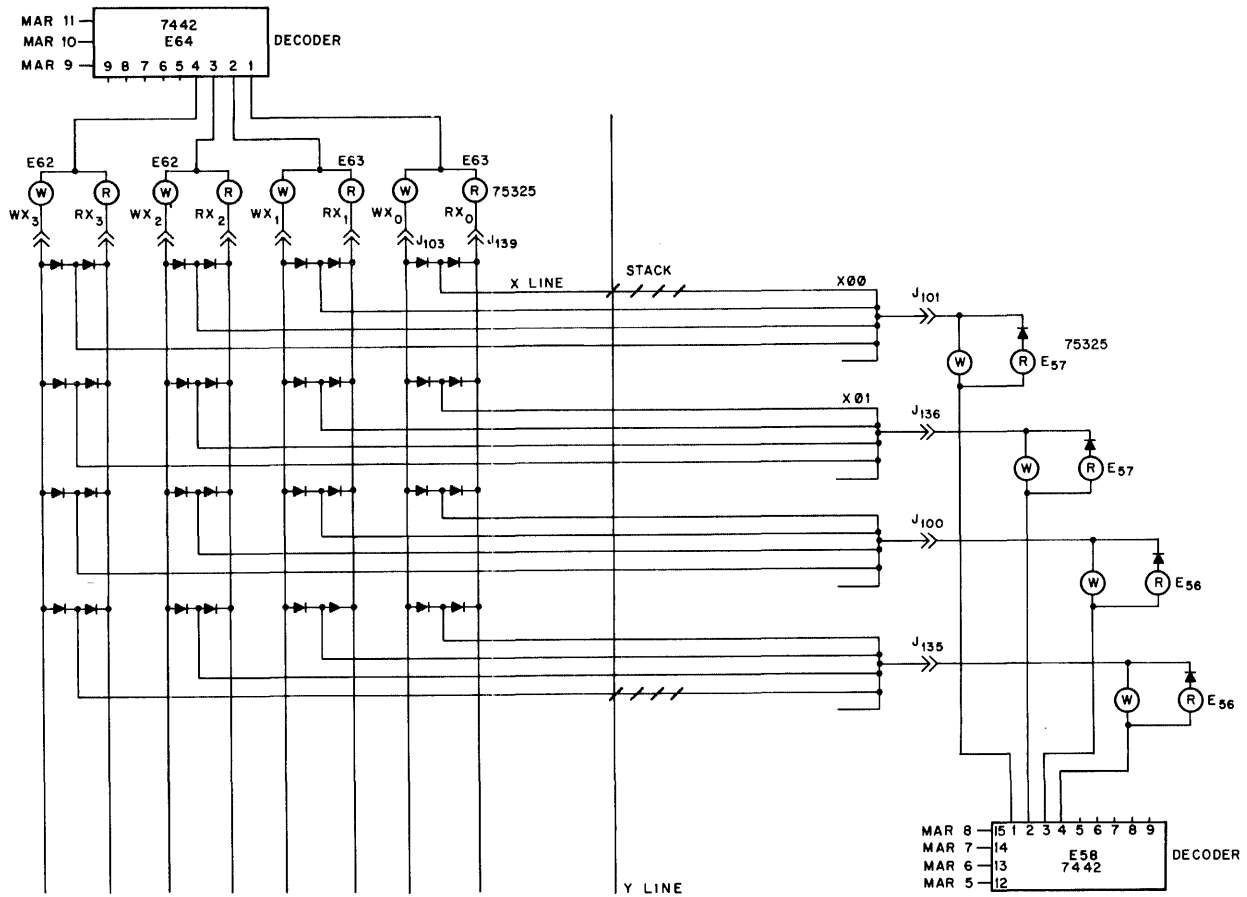 MAR 11
MAR 10
MAR 9
7442
E64
DECODER
9 8 7 6 5 4 3 2 1
E62
E62
E63
E63
W
R
W
R
W
R
W
R
75325
WX3
RX3
WX2
RX2
WX1
RX1
WX0
RX0
J103
J139
X LINE
STACK
X00
J101
W
R
75325
E57
X01
J136
W
R
E57
J100
W
R
E56
J135
W
R
E56
MAR 8
MAR 7
MAR 6
MAR 5
15 1 2 3 4 5 6 7 8 9
14
13
12
E58
7442
DECODER
Y LINE